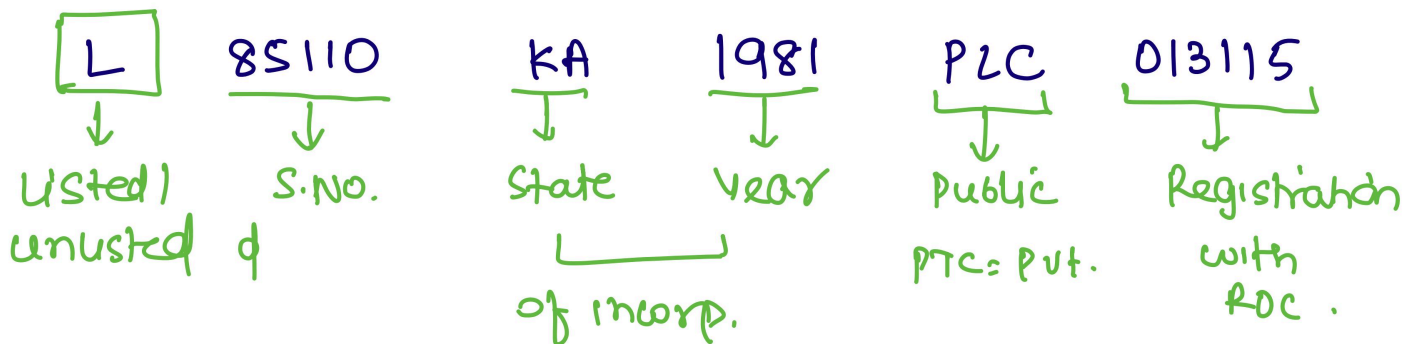 L 85110 KA 1981 PLC 013115
Listed/ S.NO. State Year Public Registration
unlisted of incorp. PTC = Pvt. with
ROC.